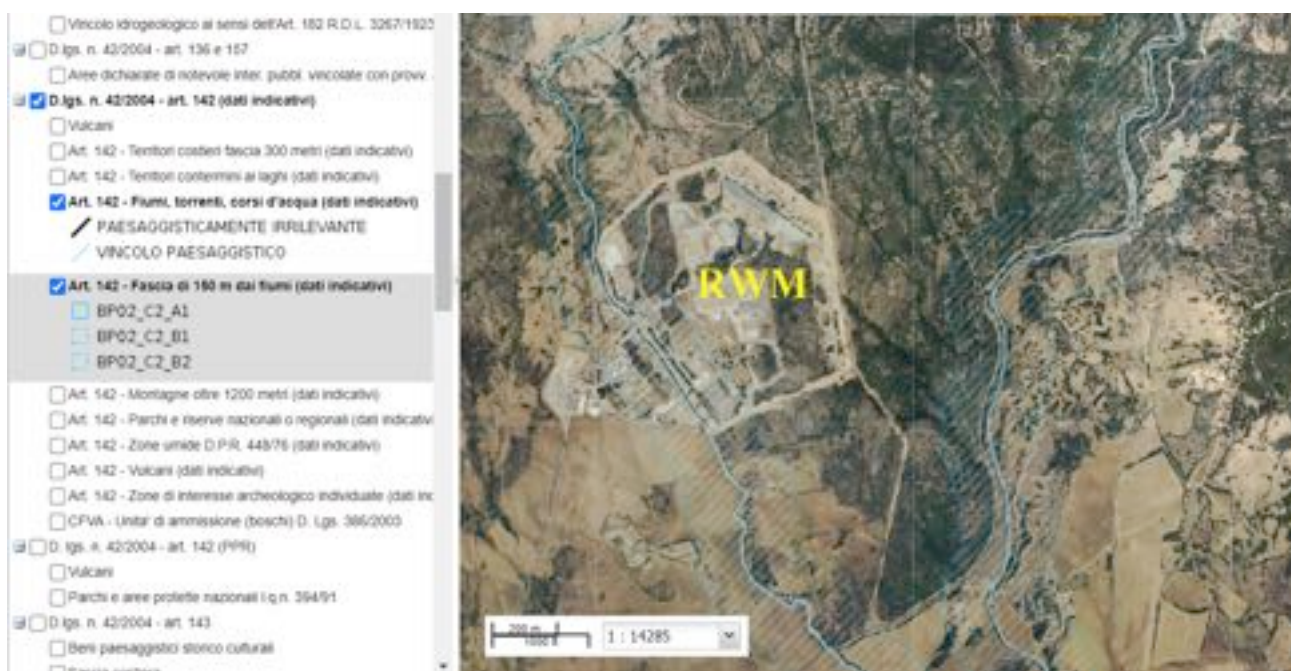 Vincolo idrogeologico ai sensi dell'Art. 182 R.D.L. 3267/1923
D.lgs. n. 42/2004 - art. 136 e 157
Aree dichiarate di notevole inter. pubbl. vincolate con provv.
D.lgs. n. 42/2004 - art. 142 (dati indicativi)
Vulcani
Art. 142 - Territori costieri fascia 300 metri (dati indicativi)
Art. 142 - Territori contermini ai laghi (dati indicativi)
Art. 142 - Fiumi, torrenti, corsi d'acqua (dati indicativi)
PAESAGGISTICAMENTE IRRILEVANTE
VINCOLO PAESAGGISTICO
Art. 142 - Fascia di 150 m dai fiumi (dati indicativi)
BP02_C2_A1
BP02_C2_B1
BP02_C2_B2
Art. 142 - Montagne oltre 1200 metri (dati indicativi)
Art. 142 - Parchi e riserve nazionali o regionali (dati indicativi
Art. 142 - Zone umide D.P.R. 448/76 (dati indicativi)
Art. 142 - Vulcani (dati indicativi)
Art. 142 - Zone di interesse archeologico individuate (dati in
CFVA - Unita' di ammissione (boschi) D. Lgs. 386/2003
D. lgs. n. 42/2004 - art. 142 (PPR)
Vulcani
Parchi e aree protette nazionali l.q.n. 394/91
D.lgs. n. 42/2004 - art. 143
Beni paesaggistici storico culturali
RWM
200 m
1000 ft
1 : 14285